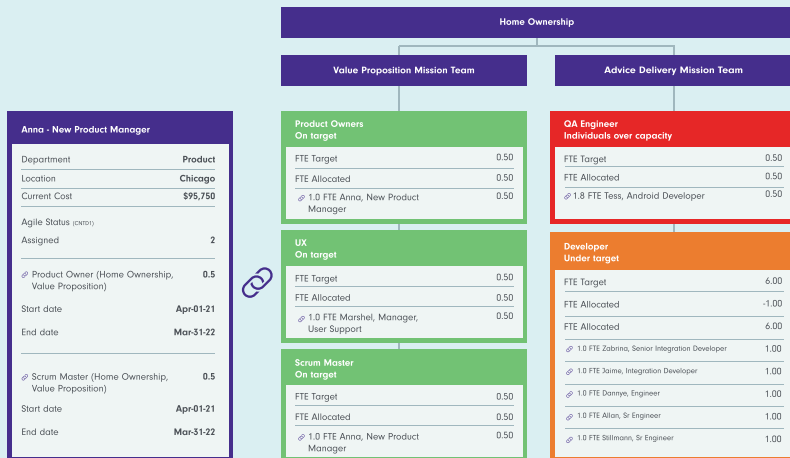 Home Ownership
Value Proposition Mission Team
Advice Delivery Mission Team
Anna - New Product Manager
Department Product
Location Chicago
Current Cost $95,750
Agile Status (CNTD1)
Assigned 2
Product Owner (Home Ownership, 0.5
Value Proposition)
Start date Apr-01-21
End date Mar-31-22
Scrum Master (Home Ownership, 0.5
Value Proposition)
Start date Apr-01-21
End date Mar-31-22
Product Owners
On target
FTE Target 0.50
FTE Allocated 0.50
1.0 FTE Anna, New Product 0.50
Manager
UX
On target
FTE Target 0.50
FTE Allocated 0.50
1.0 FTE Marshel, Manager, 0.50
User Support
Scrum Master
On target
FTE Target 0.50
FTE Allocated 0.50
1.0 FTE Anna, New Product 0.50
Manager
QA Engineer
Individuals over capacity
FTE Target 0.50
FTE Allocated 0.50
1.8 FTE Tess, Android Developer 0.50
Developer
Under target
FTE Target 6.00
FTE Allocated -1.00
FTE Allocated 6.00
1.0 FTE Zabrina, Senior Integration Developer 1.00
1.0 FTE Jaime, Integration Developer 1.00
1.0 FTE Dannye, Engineer 1.00
1.0 FTE Allan, Sr Engineer 1.00
1.0 FTE Stillmann, Sr Engineer 1.00